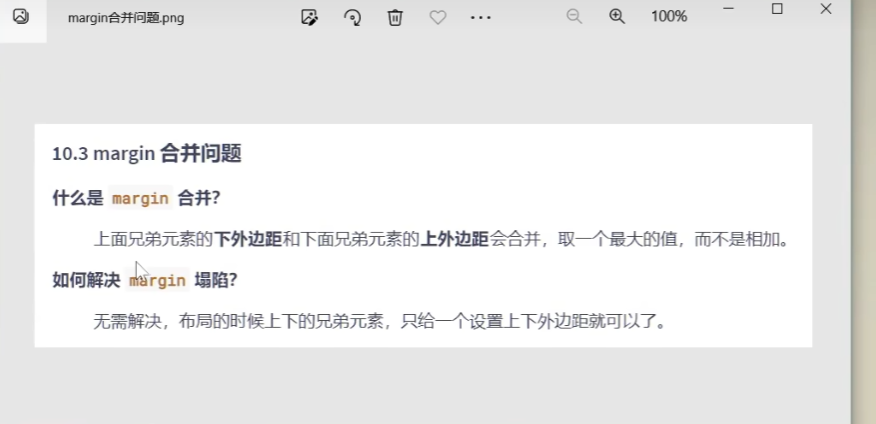 margin合并问题.png
100%
10.3 margin 合并问题
什么是 margin 合并？
上面兄弟元素的下外边距和下面兄弟元素的上外边距会合并，取一个最大的值，而不是相加。
如何解决 margin 塌陷？
无需解决，布局的时候上下的兄弟元素，只给一个设置上下外边距就可以了。